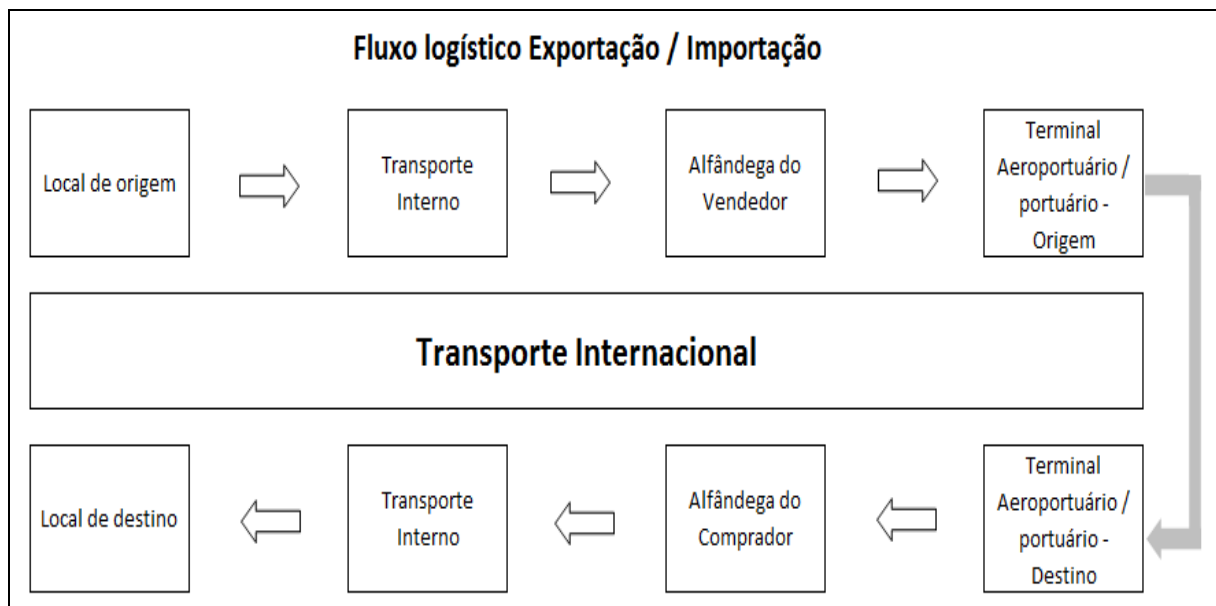 Fluxo logístico Exportação / Importação
Local de origem
Transporte
Interno
Alfândega do
Vendedor
Terminal
Aeroportuário /
portuário -
Origem
Transporte Internacional
Local de destino
Transporte
Interno
Alfândega do
Comprador
Terminal
Aeroportuário /
portuário -
Destino